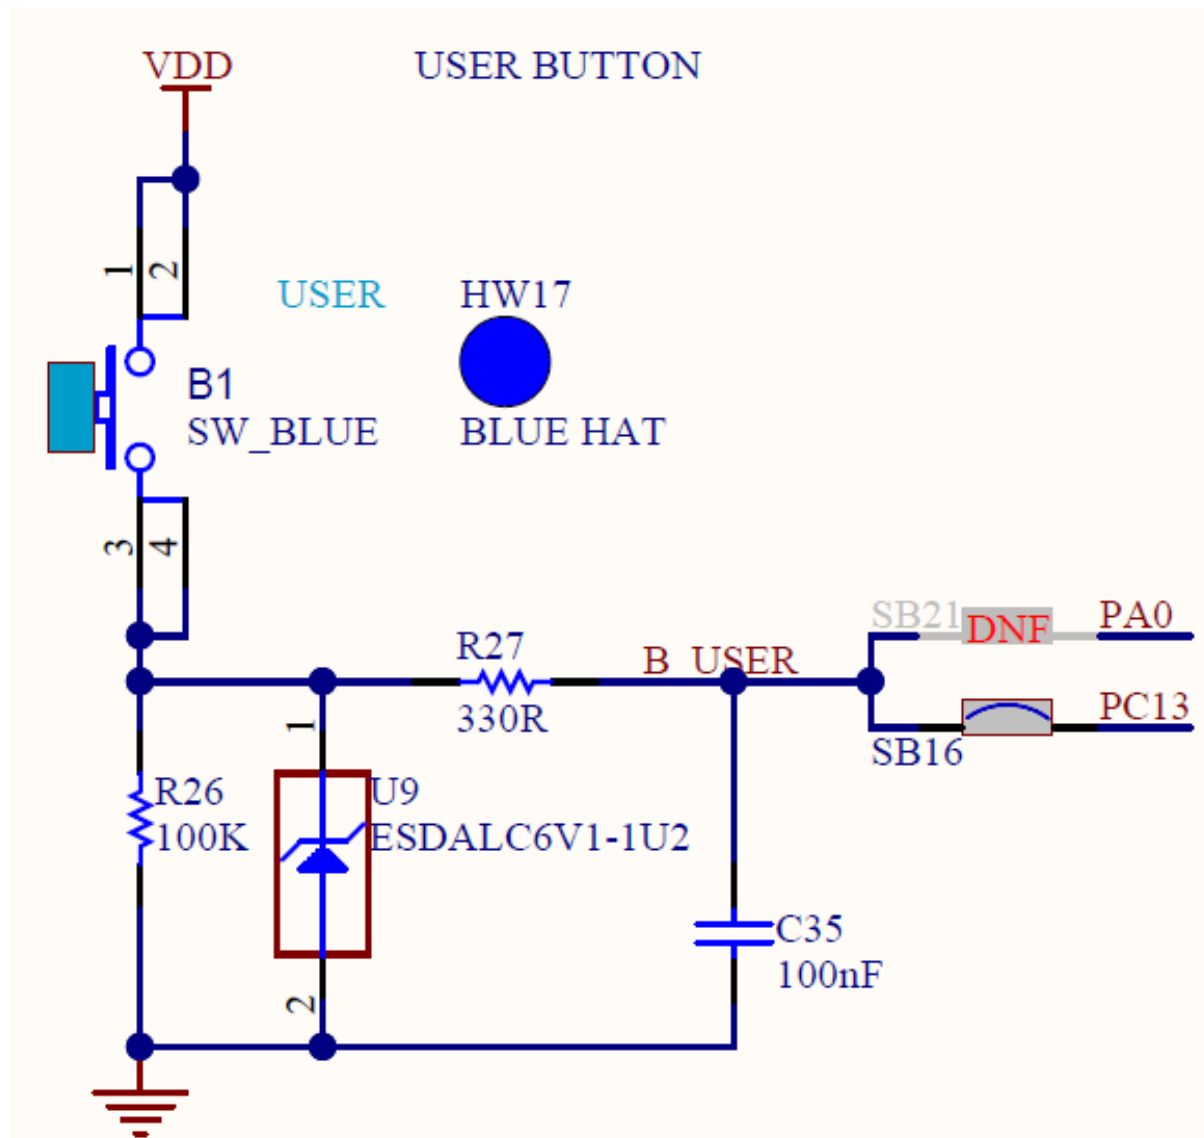 VDD
USER BUTTON
1
2
USER
HW17
B1
SW_BLUE
BLUE HAT
3
4
SB21
DNF
PA0
R27
B_USER
330R
PC13
SB16
1
R26
100K
U9
ESDALC6V1-1U2
C35
100nF
2